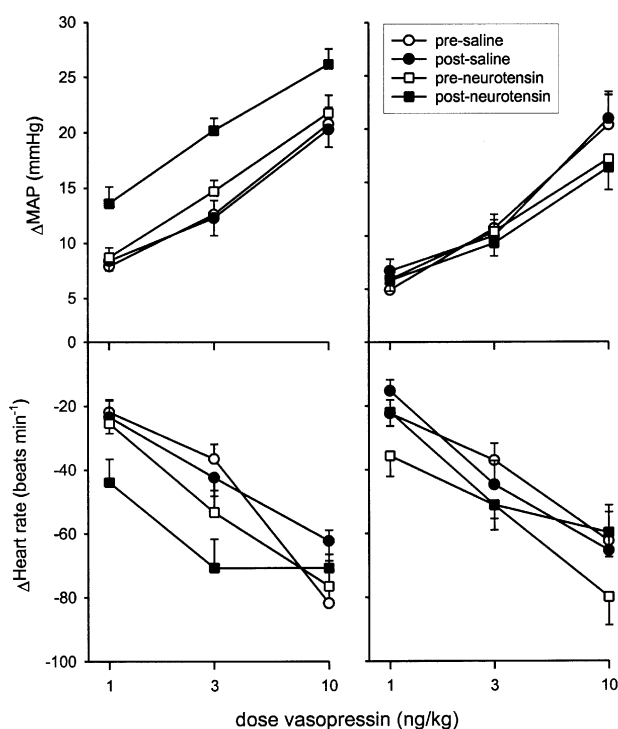 30
25
20
15
10
5
0
ΔMAP (mmHg)
pre-saline
post-saline
pre-neurotensin
post-neurotensin
-20
-40
-60
-80
-100
ΔHeart rate (beats min⁻¹)
1 3 10 1 3 10
dose vasopressin (ng/kg)